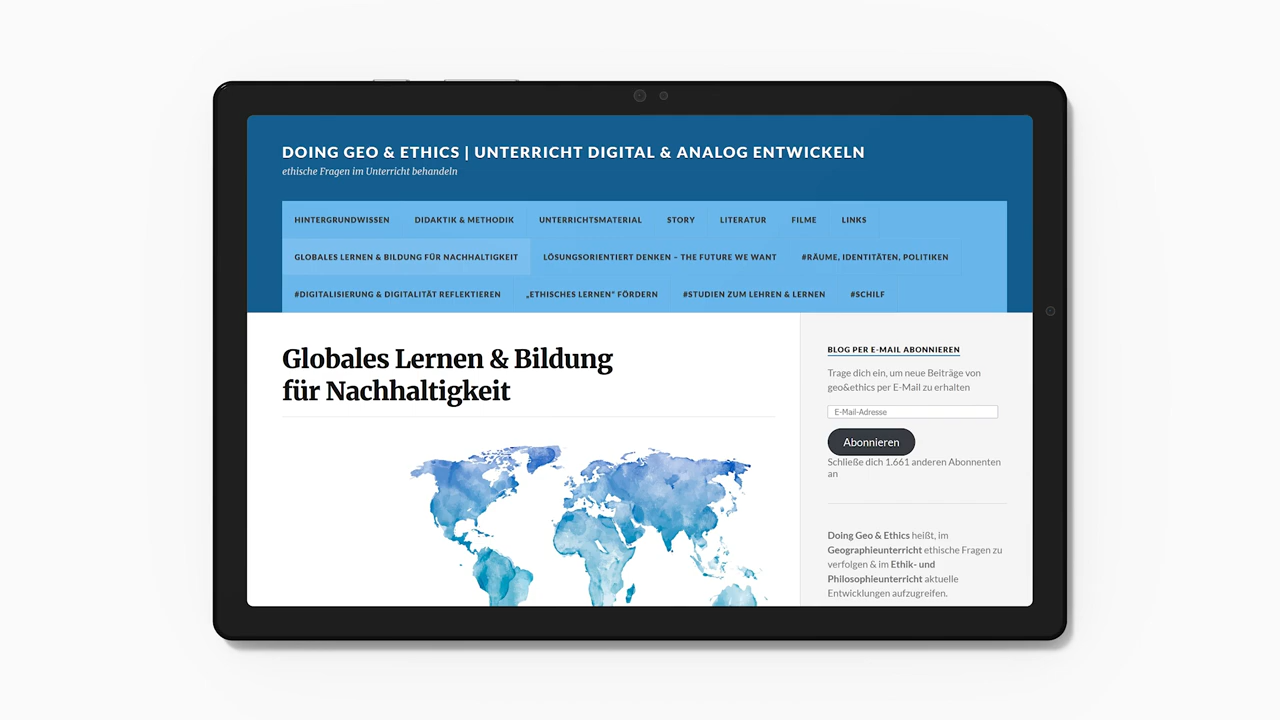 DOING GEO & ETHICS | UNTERRICHT DIGITAL & ANALOG ENTWICKELN
ethische Fragen im Unterricht behandeln
HINTERGRUNDWISSEN DIDAKTIK & METHODIK UNTERRICHTSMATERIAL STORY LITERATUR FILME LINKS
GLOBALES LERNEN & BILDUNG FÜR NACHHALTIGKEIT LÖSUNGSORIENTIERT DENKEN – THE FUTURE WE WANT #RÄUME, IDENTITÄTEN, POLITIKEN
#DIGITALISIERUNG & DIGITALITÄT REFLEKTIEREN „ETHISCHES LERNEN“ FÖRDERN #STUDIEN ZUM LEHREN & LERNEN #SCHILF
Globales Lernen & Bildung
für Nachhaltigkeit
BLOG PER E-MAIL ABONNIEREN
Trage dich ein, um neue Beiträge von
geo&ethics per E-Mail zu erhalten
E-Mail-Adresse
Abonnieren
Schließe dich 1.661 anderen Abonnenten
an
Doing Geo & Ethics heißt, im
Geographieunterricht ethische Fragen zu
verfolgen & im Ethik- und
Philosophieunterricht aktuelle
Entwicklungen aufzugreifen.